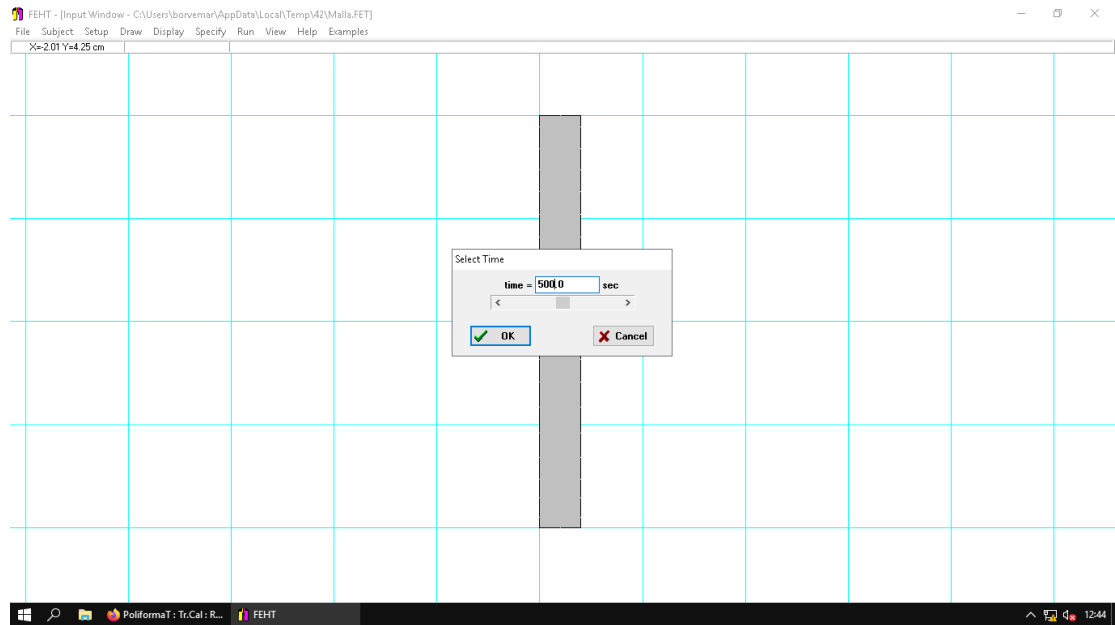 FEHT - [Input Window - C:\Users\borvemar\AppData\Local\Temp\42\Malla.FET]
File Subject Setup Draw Display Specify Run View Help Examples
X=-2.01 Y=4.25 cm
Select Time
time = 500.0 sec
< >
OK Cancel
PoliformaT : Tr.Cal : R... FEHT 12:44